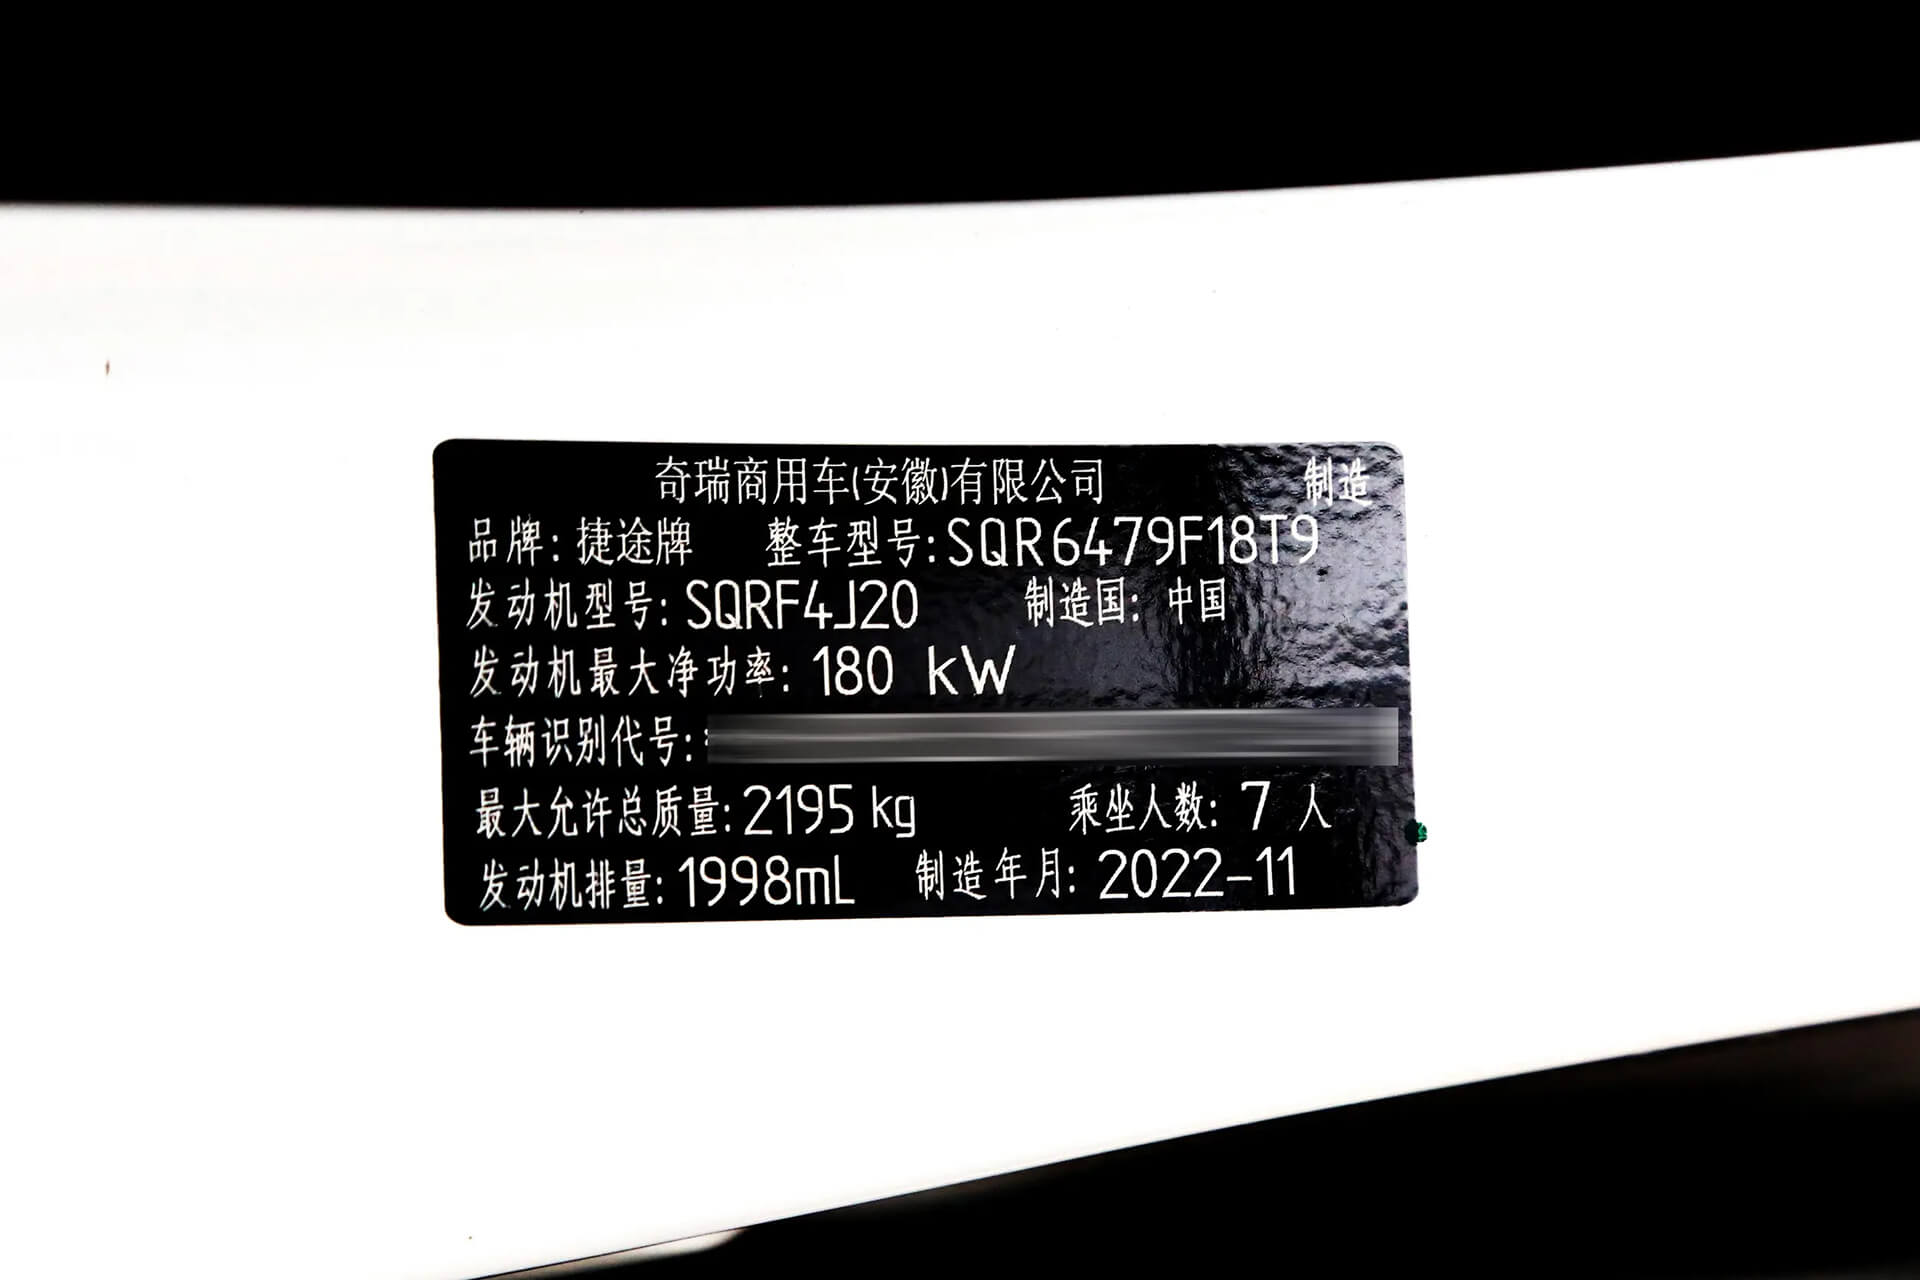 奇瑞商用车(安徽)有限公司 制造
品牌: 捷途牌 整车型号: SQR6479F18T9
发动机型号: SQRF4J20 制造国: 中国
发动机最大净功率: 180 kW
车辆识别代号:
最大允许总质量: 2195 kg 乘坐人数: 7 人
发动机排量: 1998mL 制造年月: 2022-11